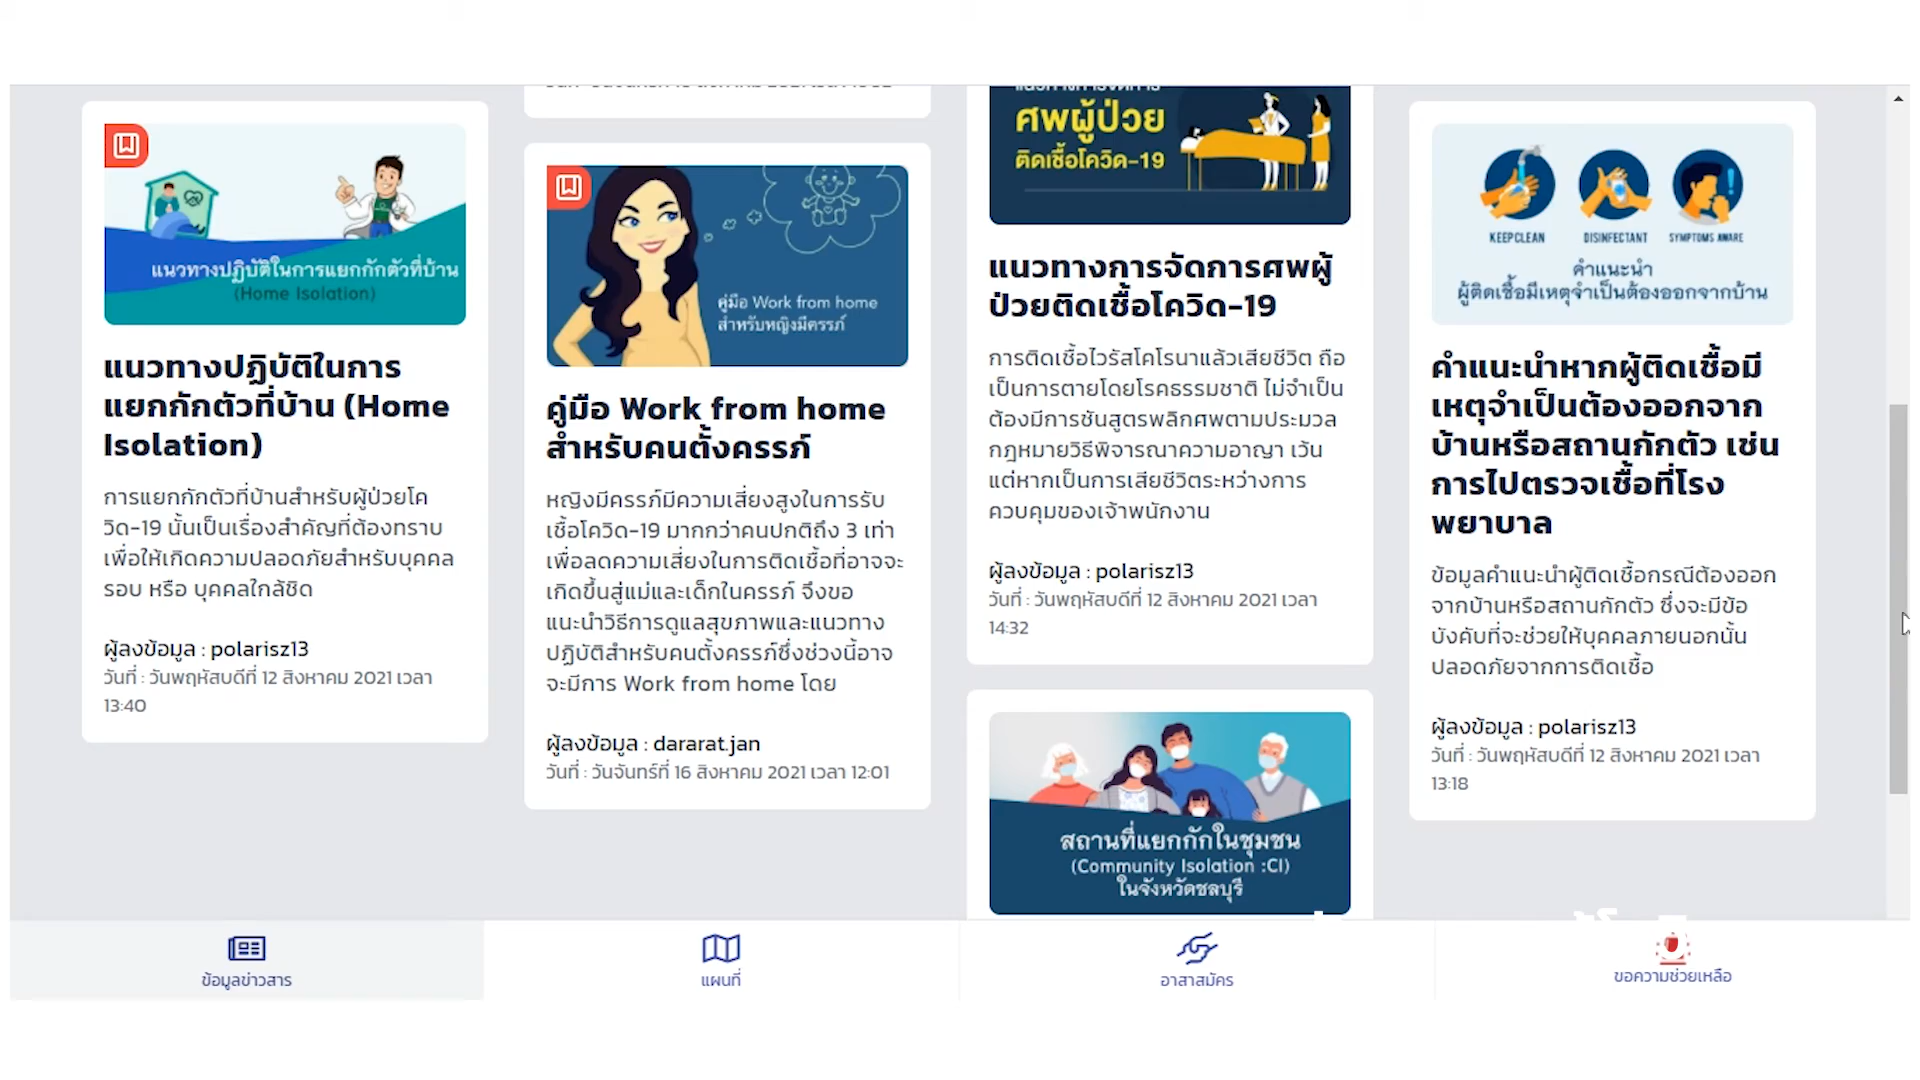 แนวทางปฏิบัติในการแยกกักตัวที่บ้าน
(Home Isolation)
แนวทางปฏิบัติในการ
แยกกักตัวที่บ้าน (Home
Isolation)
การแยกกักตัวที่บ้านสำหรับผู้ป่วยโค
วิด-19 นั้นเป็นเรื่องสำคัญที่ต้องทราบ
เพื่อให้เกิดความปลอดภัยสำหรับบุคคล
รอบ หรือ บุคคลใกล้ชิด
ผู้ลงข้อมูล : polarisz13
วันที่ : วันพฤหัสบดีที่ 12 สิงหาคม 2021 เวลา
13:40
คู่มือ Work from home
สำหรับหญิงมีครรภ์
คู่มือ Work from home
สำหรับคนตั้งครรภ์
หญิงมีครรภ์มีความเสี่ยงสูงในการรับ
เชื้อโควิด-19 มากกว่าคนปกติถึง 3 เท่า
เพื่อลดความเสี่ยงในการติดเชื้อที่อาจจะ
เกิดขึ้นสู่แม่และเด็กในครรภ์ จึงขอ
แนะนำวิธีการดูแลสุขภาพและแนวทาง
ปฏิบัติสำหรับคนตั้งครรภ์ซึ่งช่วงนี้อาจ
จะมีการ Work from home โดย
ผู้ลงข้อมูล : dararat.jan
วันที่ : วันจันทร์ที่ 16 สิงหาคม 2021 เวลา 12:01
ศพผู้ป่วย
ติดเชื้อโควิด-19
แนวทางการจัดการศพผู้
ป่วยติดเชื้อโควิด-19
การติดเชื้อไวรัสโคโรนาแล้วเสียชีวิต ถือ
เป็นการตายโดยโรคธรรมชาติ ไม่จำเป็น
ต้องมีการชันสูตรพลิกศพตามประมวล
กฎหมายวิธีพิจารณาความอาญา เว้น
แต่หากเป็นการเสียชีวิตระหว่างการ
ควบคุมของเจ้าพนักงาน
ผู้ลงข้อมูล : polarisz13
วันที่ : วันพฤหัสบดีที่ 12 สิงหาคม 2021 เวลา
14:32
สถานที่แยกกักในชุมชน
(Community Isolation :CI)
ในจังหวัดชลบุรี
KEEP CLEAN
DISINFECTANT
SYMPTOMS AWARE
คำแนะนำ
ผู้ติดเชื้อมีเหตุจำเป็นต้องออกจากบ้าน
คำแนะนำหากผู้ติดเชื้อมี
เหตุจำเป็นต้องออกจาก
บ้านหรือสถานกักตัว เช่น
การไปตรวจเชื้อที่โรง
พยาบาล
ข้อมูลคำแนะนำผู้ติดเชื้อกรณีต้องออก
จากบ้านหรือสถานกักตัว ซึ่งจะมีข้อ
บังคับที่จะช่วยให้บุคคลภายนอกนั้น
ปลอดภัยจากการติดเชื้อ
ผู้ลงข้อมูล : polarisz13
วันที่ : วันพฤหัสบดีที่ 12 สิงหาคม 2021 เวลา
13:18
ข้อมูลข่าวสาร
แผนที่
อาสาสมัคร
ขอความช่วยเหลือ